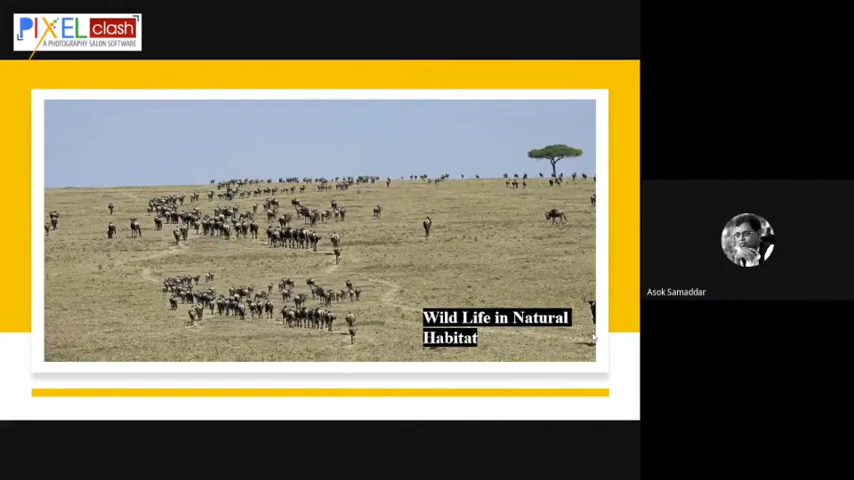 PIXEL clash
A PHOTOGRAPHY SALON SOFTWARE
Wild Life in Natural
Habitat
Asok Samaddar